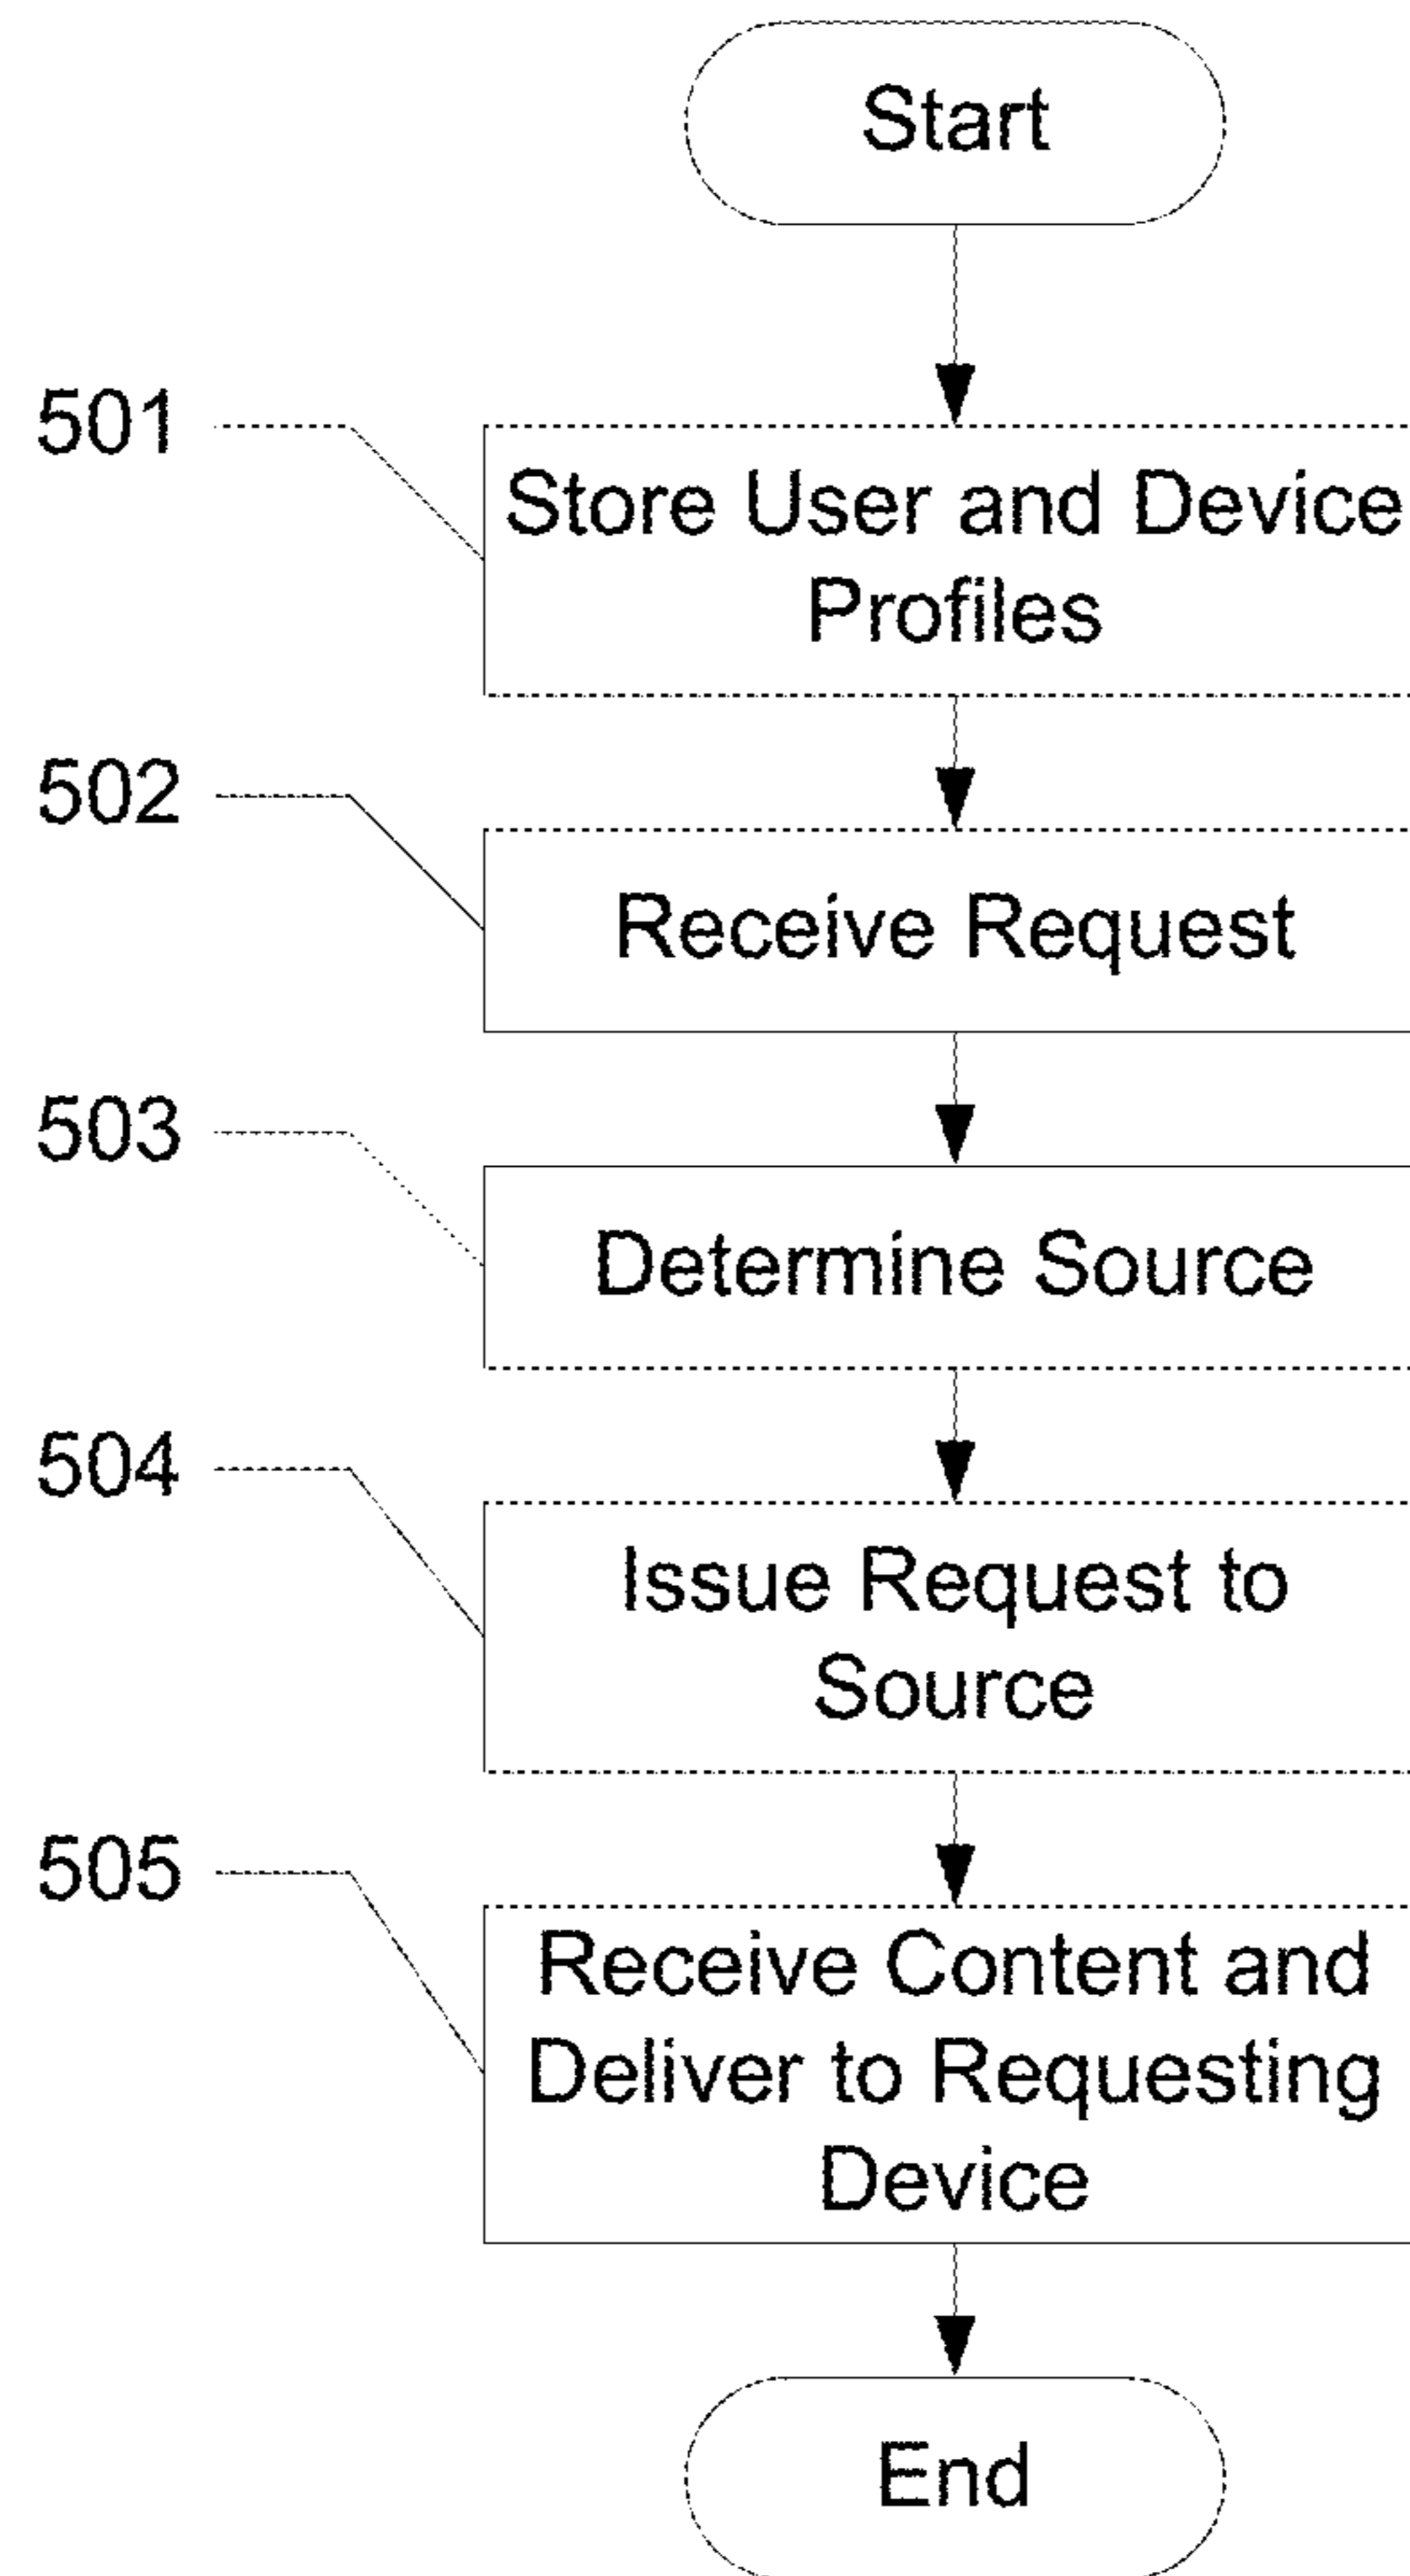 Start
501
Store User and Device
Profiles
502
Receive Request
503
Determine Source
504
Issue Request to
Source
505
Receive Content and
Deliver to Requesting
Device
End